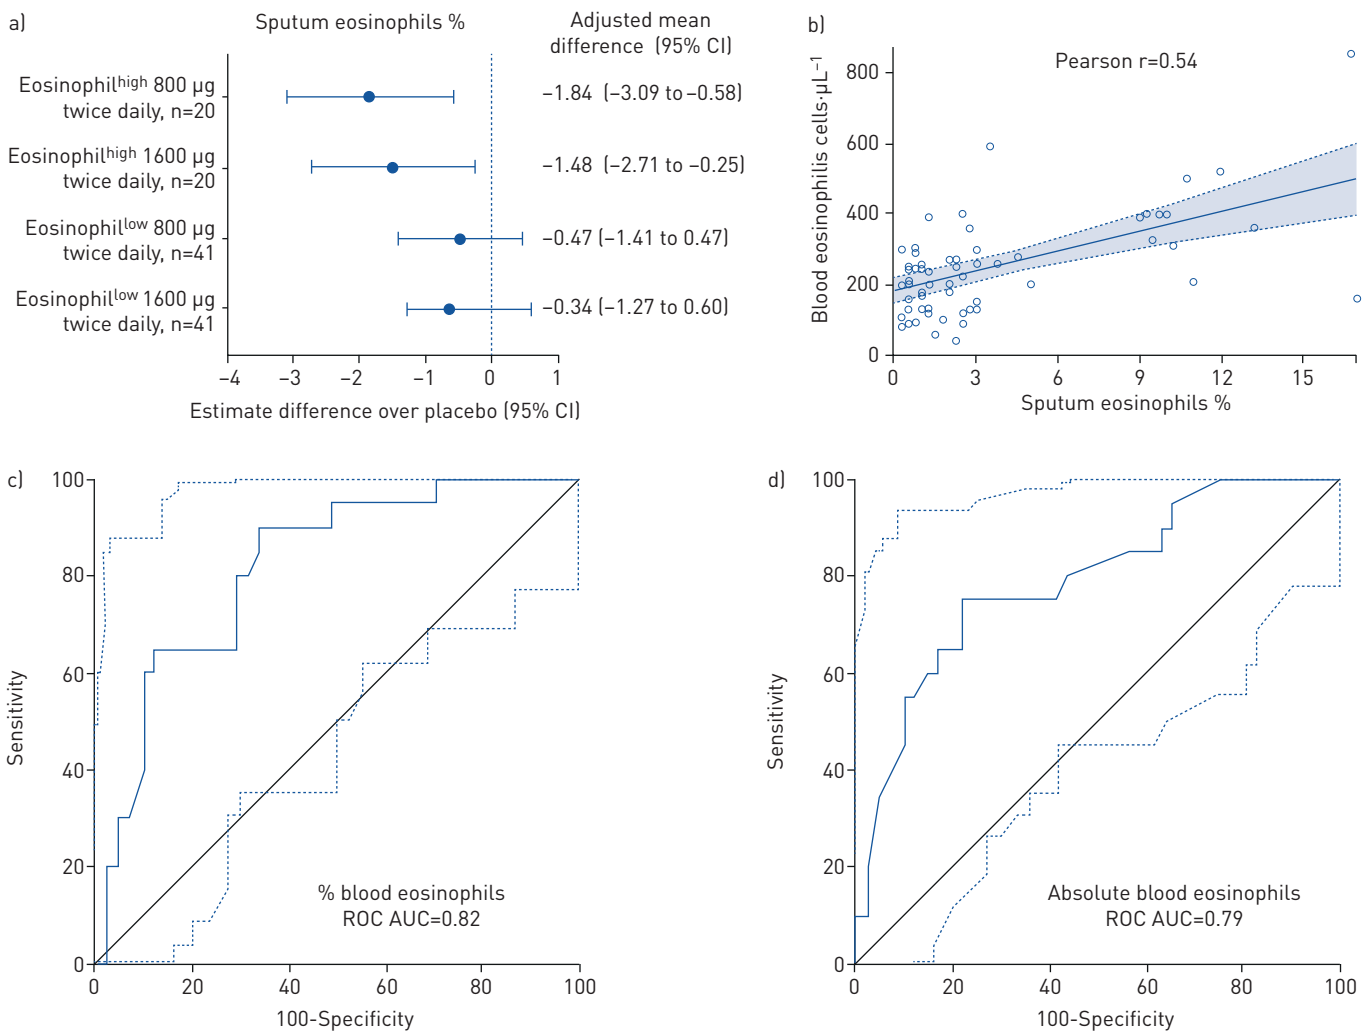 a)
Sputum eosinophils %
Adjusted mean
difference (95% CI)
Eosinophilhigh 800 µg
twice daily, n=20
−1.84 (−3.09 to −0.58)
Eosinophilhigh 1600 µg
twice daily, n=20
−1.48 (−2.71 to −0.25)
Eosinophillow 800 µg
twice daily, n=41
−0.47 (−1.41 to 0.47)
Eosinophillow 1600 µg
twice daily, n=41
−0.34 (−1.27 to 0.60)
−4 −3 −2 −1 0 1
Estimate difference over placebo (95% CI)
b)
Pearson r=0.54
Blood eosinophilis cells·µL−1
800
600
400
200
0
0 3 6 9 12 15
Sputum eosinophils %
c)
Sensitivity
100
80
60
40
20
0
% blood eosinophils
ROC AUC=0.82
0 20 40 60 80 100
100-Specificity
d)
Sensitivity
100
80
60
40
20
0
Absolute blood eosinophils
ROC AUC=0.79
0 20 40 60 80 100
100-Specificity